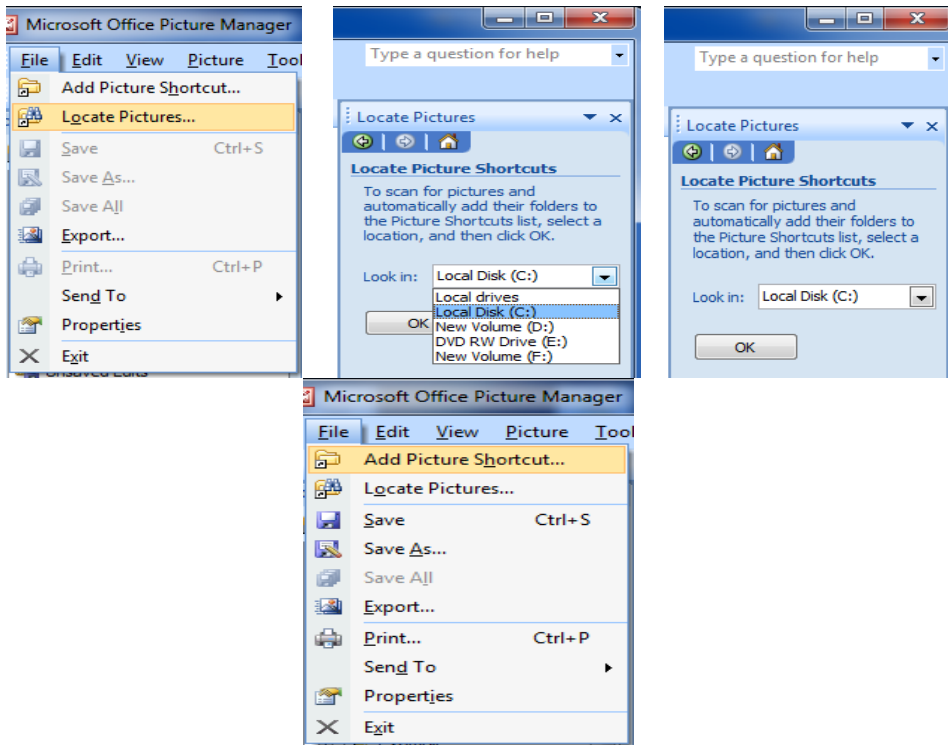 Microsoft Office Picture Manager
File Edit View Picture Tool
Add Picture Shortcut...
Locate Pictures...
Save Ctrl+S
Save As...
Save All
Export...
Print... Ctrl+P
Send To
Properties
Exit
Unsaved Edits
Type a question for help
Locate Pictures
Locate Picture Shortcuts
To scan for pictures and
automatically add their folders to
the Picture Shortcuts list, select a
location, and then click OK.
Look in: Local Disk (C:)
Local drives
Local Disk (C:)
OK
New Volume (D:)
DVD RW Drive (E:)
New Volume (F:)
Type a question for help
Locate Pictures
Locate Picture Shortcuts
To scan for pictures and
automatically add their folders to
the Picture Shortcuts list, select a
location, and then click OK.
Look in: Local Disk (C:)
OK
Microsoft Office Picture Manager
File Edit View Picture Tool
Add Picture Shortcut...
Locate Pictures...
Save Ctrl+S
Save As...
Save All
Export...
Print... Ctrl+P
Send To
Properties
Exit